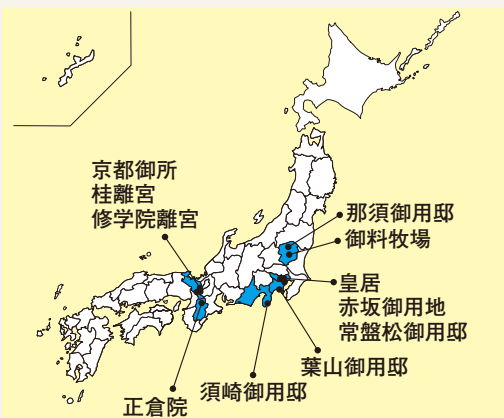 京都御所
桂離宮
修学院離宮
那須御用邸
御料牧場
皇居
赤坂御用地
常盤松御用邸
葉山御用邸
須崎御用邸
正倉院